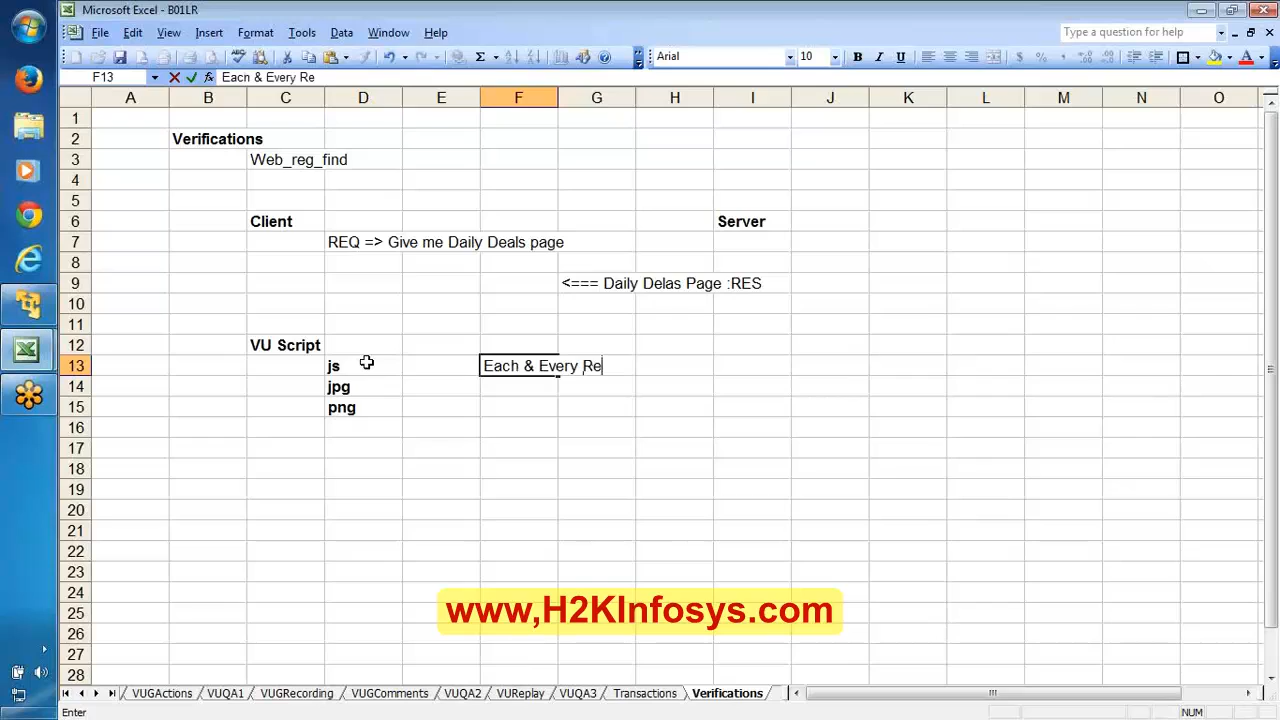 Microsoft Excel - B01LR
File Edit View Insert Format Tools Data Window Help
Type a question for help
Arial 10
F13 Each & Every Re
A B C D E F G H I J K L M N O
1
2 Verifications
3 Web_reg_find
4
5
6 Client Server
7 REQ => Give me Daily Deals page
8
9 <=== Daily Delas Page :RES
10
11
12 VU Script
13 js Each & Every Re
14 jpg
15 png
16
17
18
19
20
21
22
23
24
25
26
27
28
www,H2KInfosys.com
VUGActions VUQA1 VUGRecording VUGComments VUQA2 VUReplay VUQA3 Transactions Verifications
Enter NUM